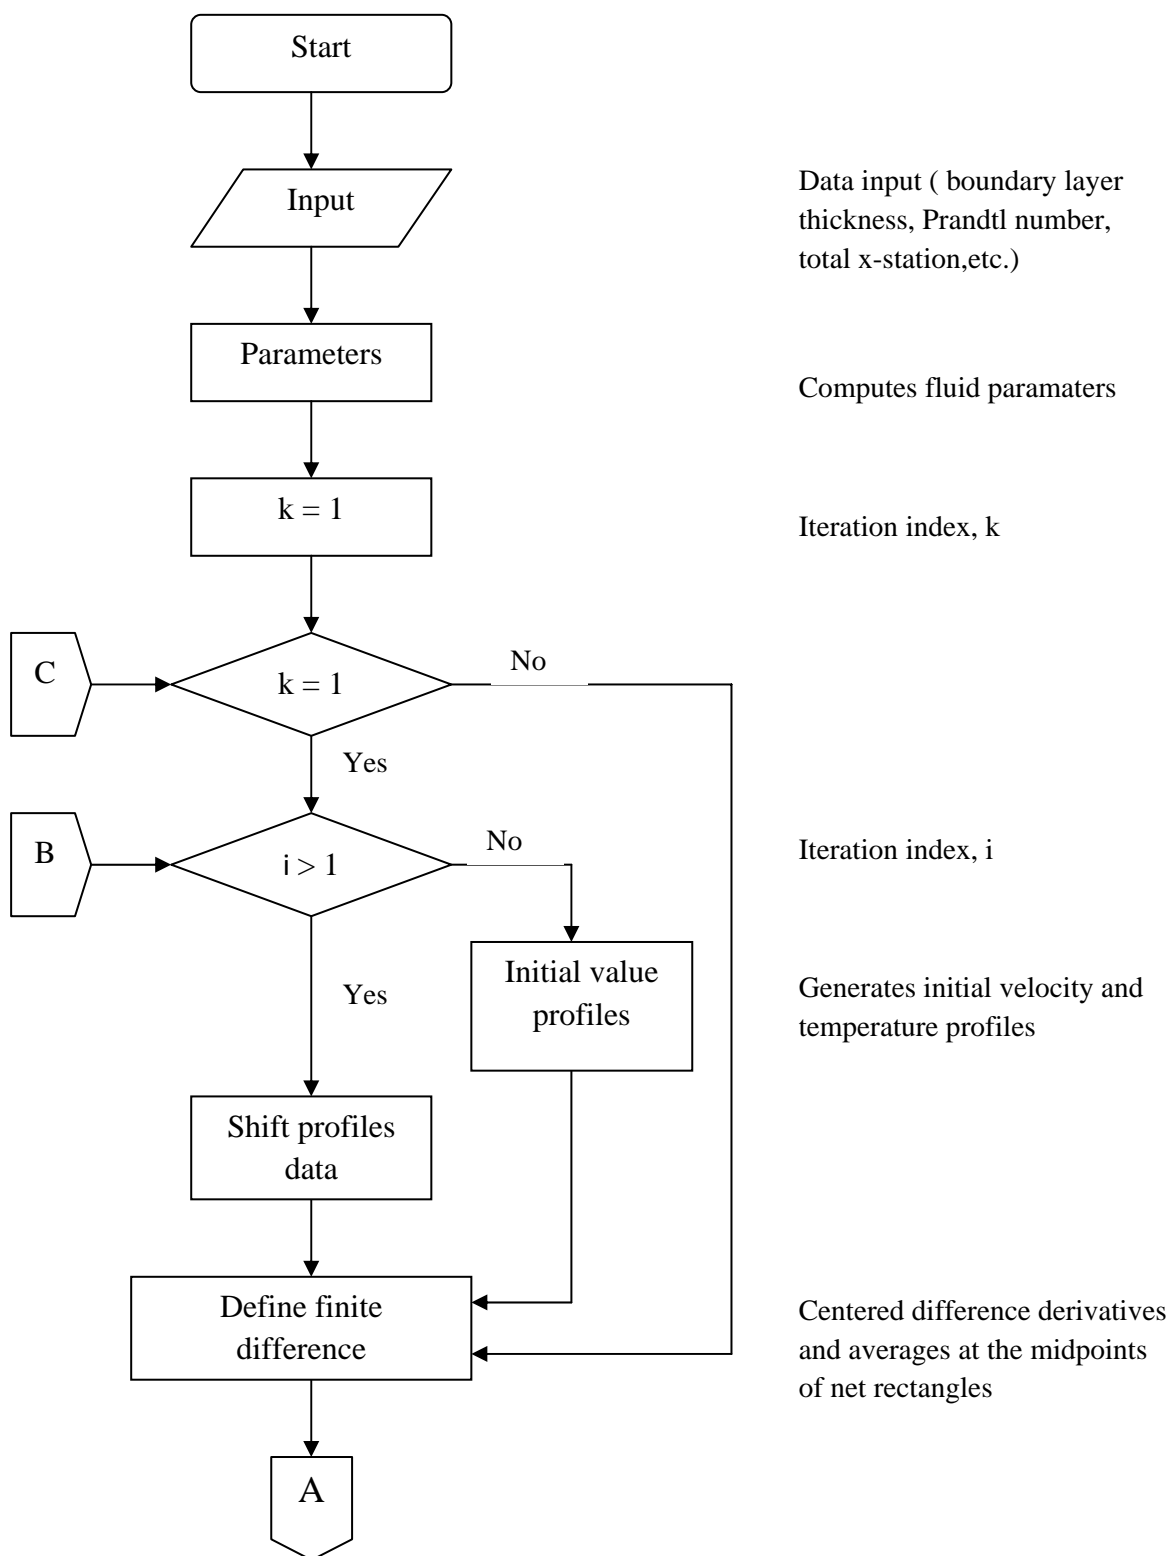 Start
Input
Data input ( boundary layer
thickness, Prandtl number,
total x-station,etc.)
Parameters
Computes fluid paramaters
k = 1
Iteration index, k
C
k = 1
No
Yes
B
i > 1
No
Iteration index, i
Yes
Initial value
profiles
Generates initial velocity and
temperature profiles
Shift profiles
data
Define finite
difference
Centered difference derivatives
and averages at the midpoints
of net rectangles
A